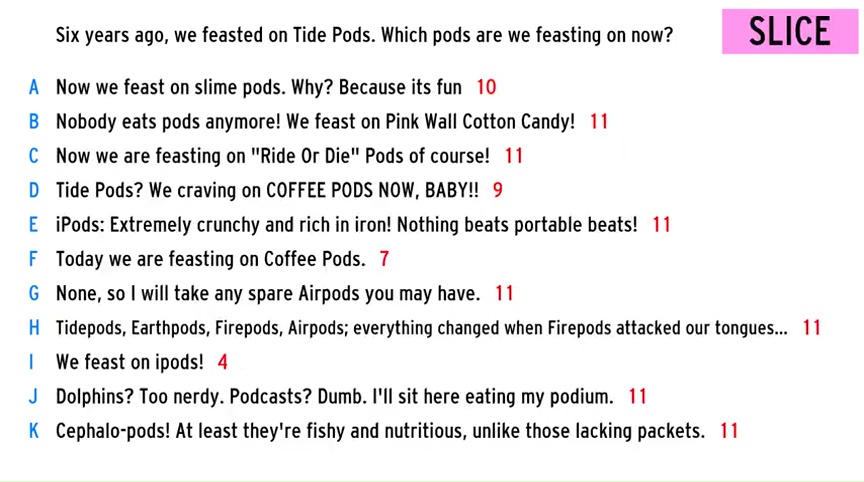 Six years ago, we feasted on Tide Pods. Which pods are we feasting on now?
SLICE
A Now we feast on slime pods. Why? Because its fun 10
B Nobody eats pods anymore! We feast on Pink Wall Cotton Candy! 11
C Now we are feasting on "Ride Or Die" Pods of course! 11
D Tide Pods? We craving on COFFEE PODS NOW, BABY!! 9
E iPods: Extremely crunchy and rich in iron! Nothing beats portable beats! 11
F Today we are feasting on Coffee Pods. 7
G None, so I will take any spare Airpods you may have. 11
H Tidepods, Earthpods, Firepods, Airpods; everything changed when Firepods attacked our tongues... 11
I We feast on ipods! 4
J Dolphins? Too nerdy. Podcasts? Dumb. I'll sit here eating my podium. 11
K Cephalo-pods! At least they're fishy and nutritious, unlike those lacking packets. 11